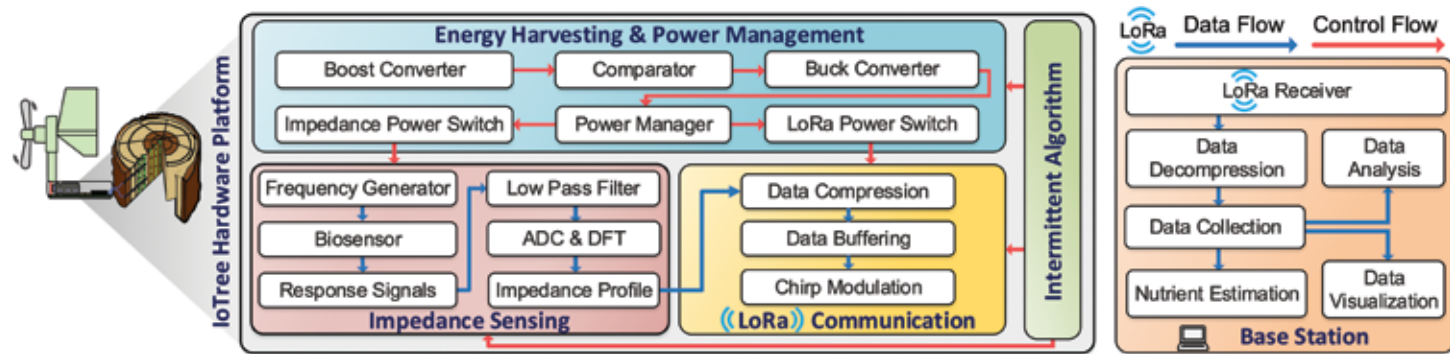 IoTree Hardware Platform
Energy Harvesting & Power Management
Boost Converter
Comparator
Buck Converter
Impedance Power Switch
Power Manager
LoRa Power Switch
Frequency Generator
Low Pass Filter
Biosensor
ADC & DFT
Response Signals
Impedance Profile
Impedance Sensing
Data Compression
Data Buffering
Chirp Modulation
LoRa Communication
Intermittent Algorithm
LoRa
Data Flow
Control Flow
LoRa Receiver
Data
Decompression
Data
Analysis
Data Collection
Nutrient Estimation
Data
Visualization
Base Station